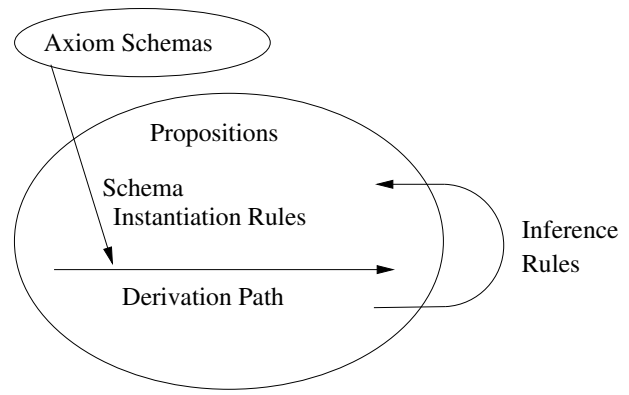 Axiom Schemas
Propositions
Schema
Instantiation Rules
Inference
Rules
Derivation Path